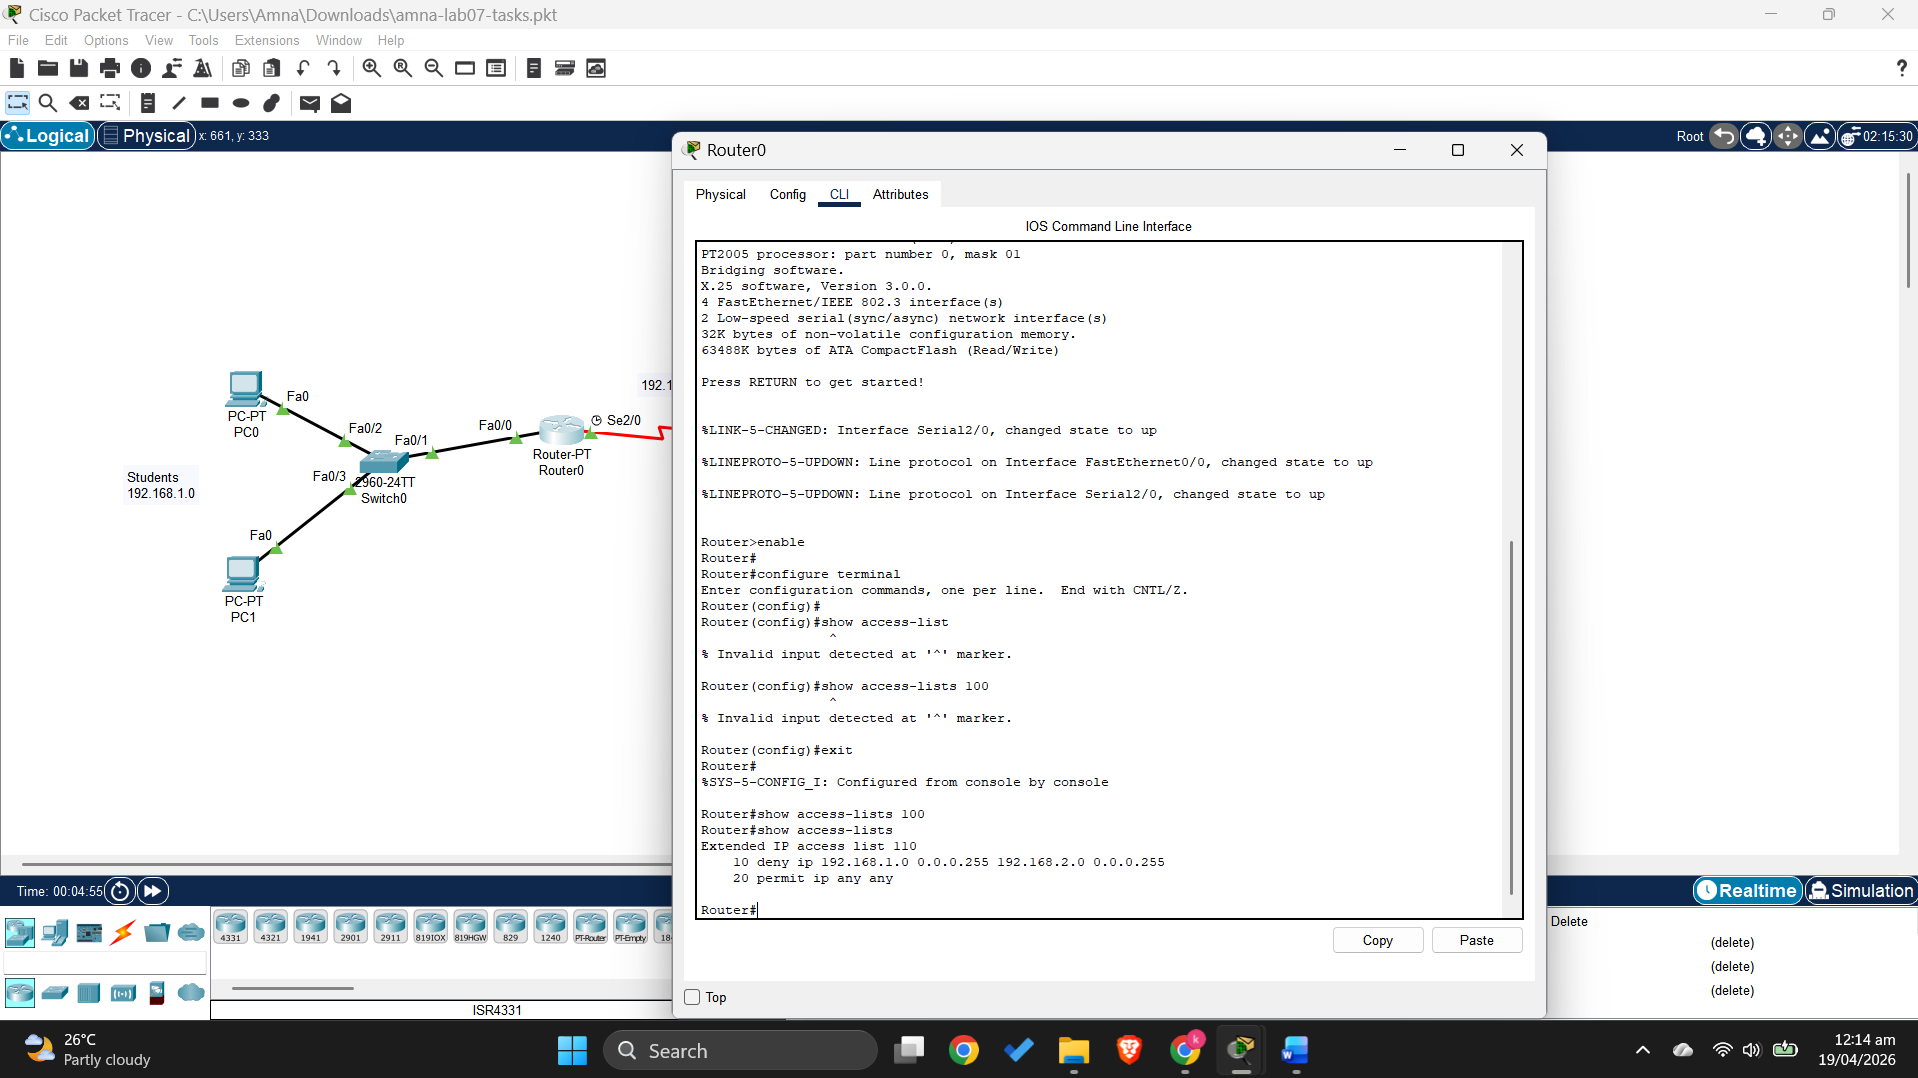 Cisco Packet Tracer - C:\Users\Amna\Downloads\amna-lab07-tasks.pkt
File Edit Options View Tools Extensions Window Help
?
Logical Physical x: 661, y: 333
Root 02:15:30
Router0
Physical Config CLI Attributes
IOS Command Line Interface
PT2005 processor: part number 0, mask 01
Bridging software.
X.25 software, Version 3.0.0.
4 FastEthernet/IEEE 802.3 interface(s)
2 Low-speed serial(sync/async) network interface(s)
32K bytes of non-volatile configuration memory.
63488K bytes of ATA CompactFlash (Read/Write)
Press RETURN to get started!
%LINK-5-CHANGED: Interface Serial2/0, changed state to up
%LINEPROTO-5-UPDOWN: Line protocol on Interface FastEthernet0/0, changed state to up
%LINEPROTO-5-UPDOWN: Line protocol on Interface Serial2/0, changed state to up
Router>enable
Router#
Router#configure terminal
Enter configuration commands, one per line.  End with CNTL/Z.
Router(config)#
Router(config)#show access-list
^
% Invalid input detected at '^' marker.
Router(config)#show access-lists 100
^
% Invalid input detected at '^' marker.
Router(config)#exit
Router#
%SYS-5-CONFIG_I: Configured from console by console
Router#show access-lists 100
Router#show access-lists
Extended IP access list 110
10 deny ip 192.168.1.0 0.0.0.255 192.168.2.0 0.0.0.255
20 permit ip any any
Router#
Copy Paste
Top
192.1
Fa0
PC-PT
PC0
Fa0/2
Fa0/1
Fa0/0
Se2/0
Router-PT
Router0
Students
192.168.1.0
Fa0/3
2960-24TT
Switch0
Fa0
PC-PT
PC1
Time: 00:04:55
Realtime Simulation
4331 4321 1941 2901 2911 819IOX 819HGW 829 1240 PT-Router PT-Empty 18
ISR4331
Delete
(delete)
(delete)
(delete)
26°C
Partly cloudy
Search
k
12:14 am
19/04/2026